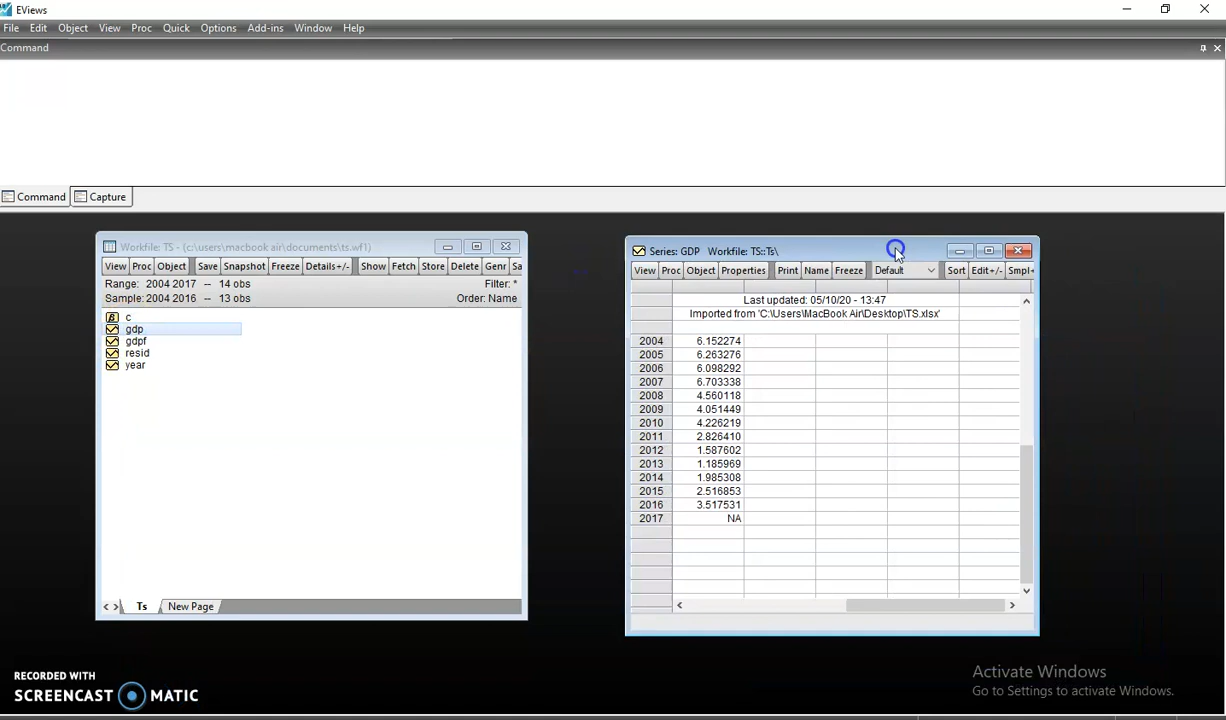 EViews
File Edit Object View Proc Quick Options Add-ins Window Help
Command
Command Capture
Workfile: TS - (c:\users\macbook air\documents\ts.wf1)
View Proc Object Save Snapshot Freeze Details+/- Show Fetch Store Delete Genr Sa
Range: 2004 2017 -- 14 obs Filter: *
Sample: 2004 2016 -- 13 obs Order: Name
c
gdp
gdpf
resid
year
Ts New Page
Series: GDP Workfile: TS::Ts\
View Proc Object Properties Print Name Freeze Default Sort Edit+/- Smpl+
Last updated: 05/10/20 - 13:47
Imported from 'C:\Users\MacBook Air\Desktop\TS.xlsx'
2004 6.152274
2005 6.263276
2006 6.098292
2007 6.703338
2008 4.560118
2009 4.051449
2010 4.226219
2011 2.826410
2012 1.587602
2013 1.185969
2014 1.985308
2015 2.516853
2016 3.517531
2017 NA
RECORDED WITH
SCREENCAST MATIC
Activate Windows
Go to Settings to activate Windows.